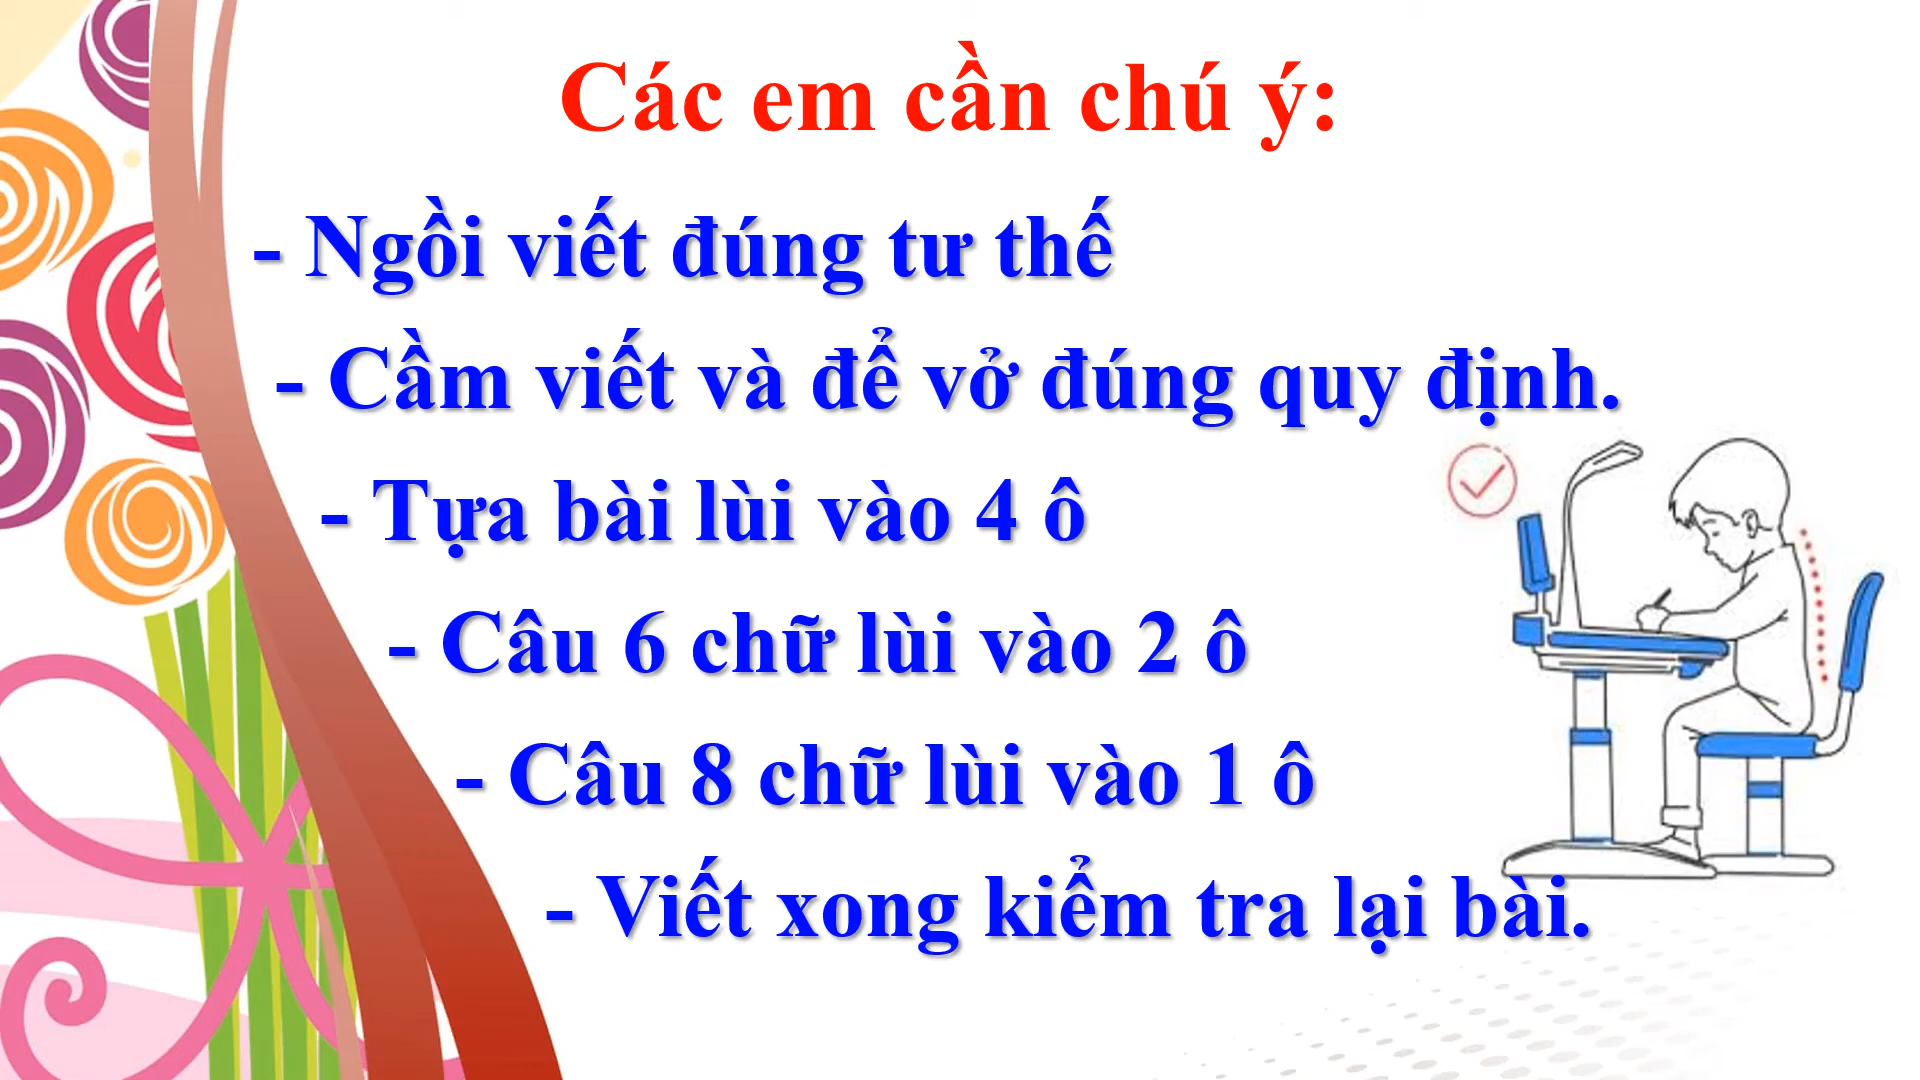 Các em cần chú ý:
- Ngồi viết đúng tư thế
- Cầm viết và để vở đúng quy định.
- Tựa bài lùi vào 4 ô
- Câu 6 chữ lùi vào 2 ô
- Câu 8 chữ lùi vào 1 ô
- Viết xong kiểm tra lại bài.